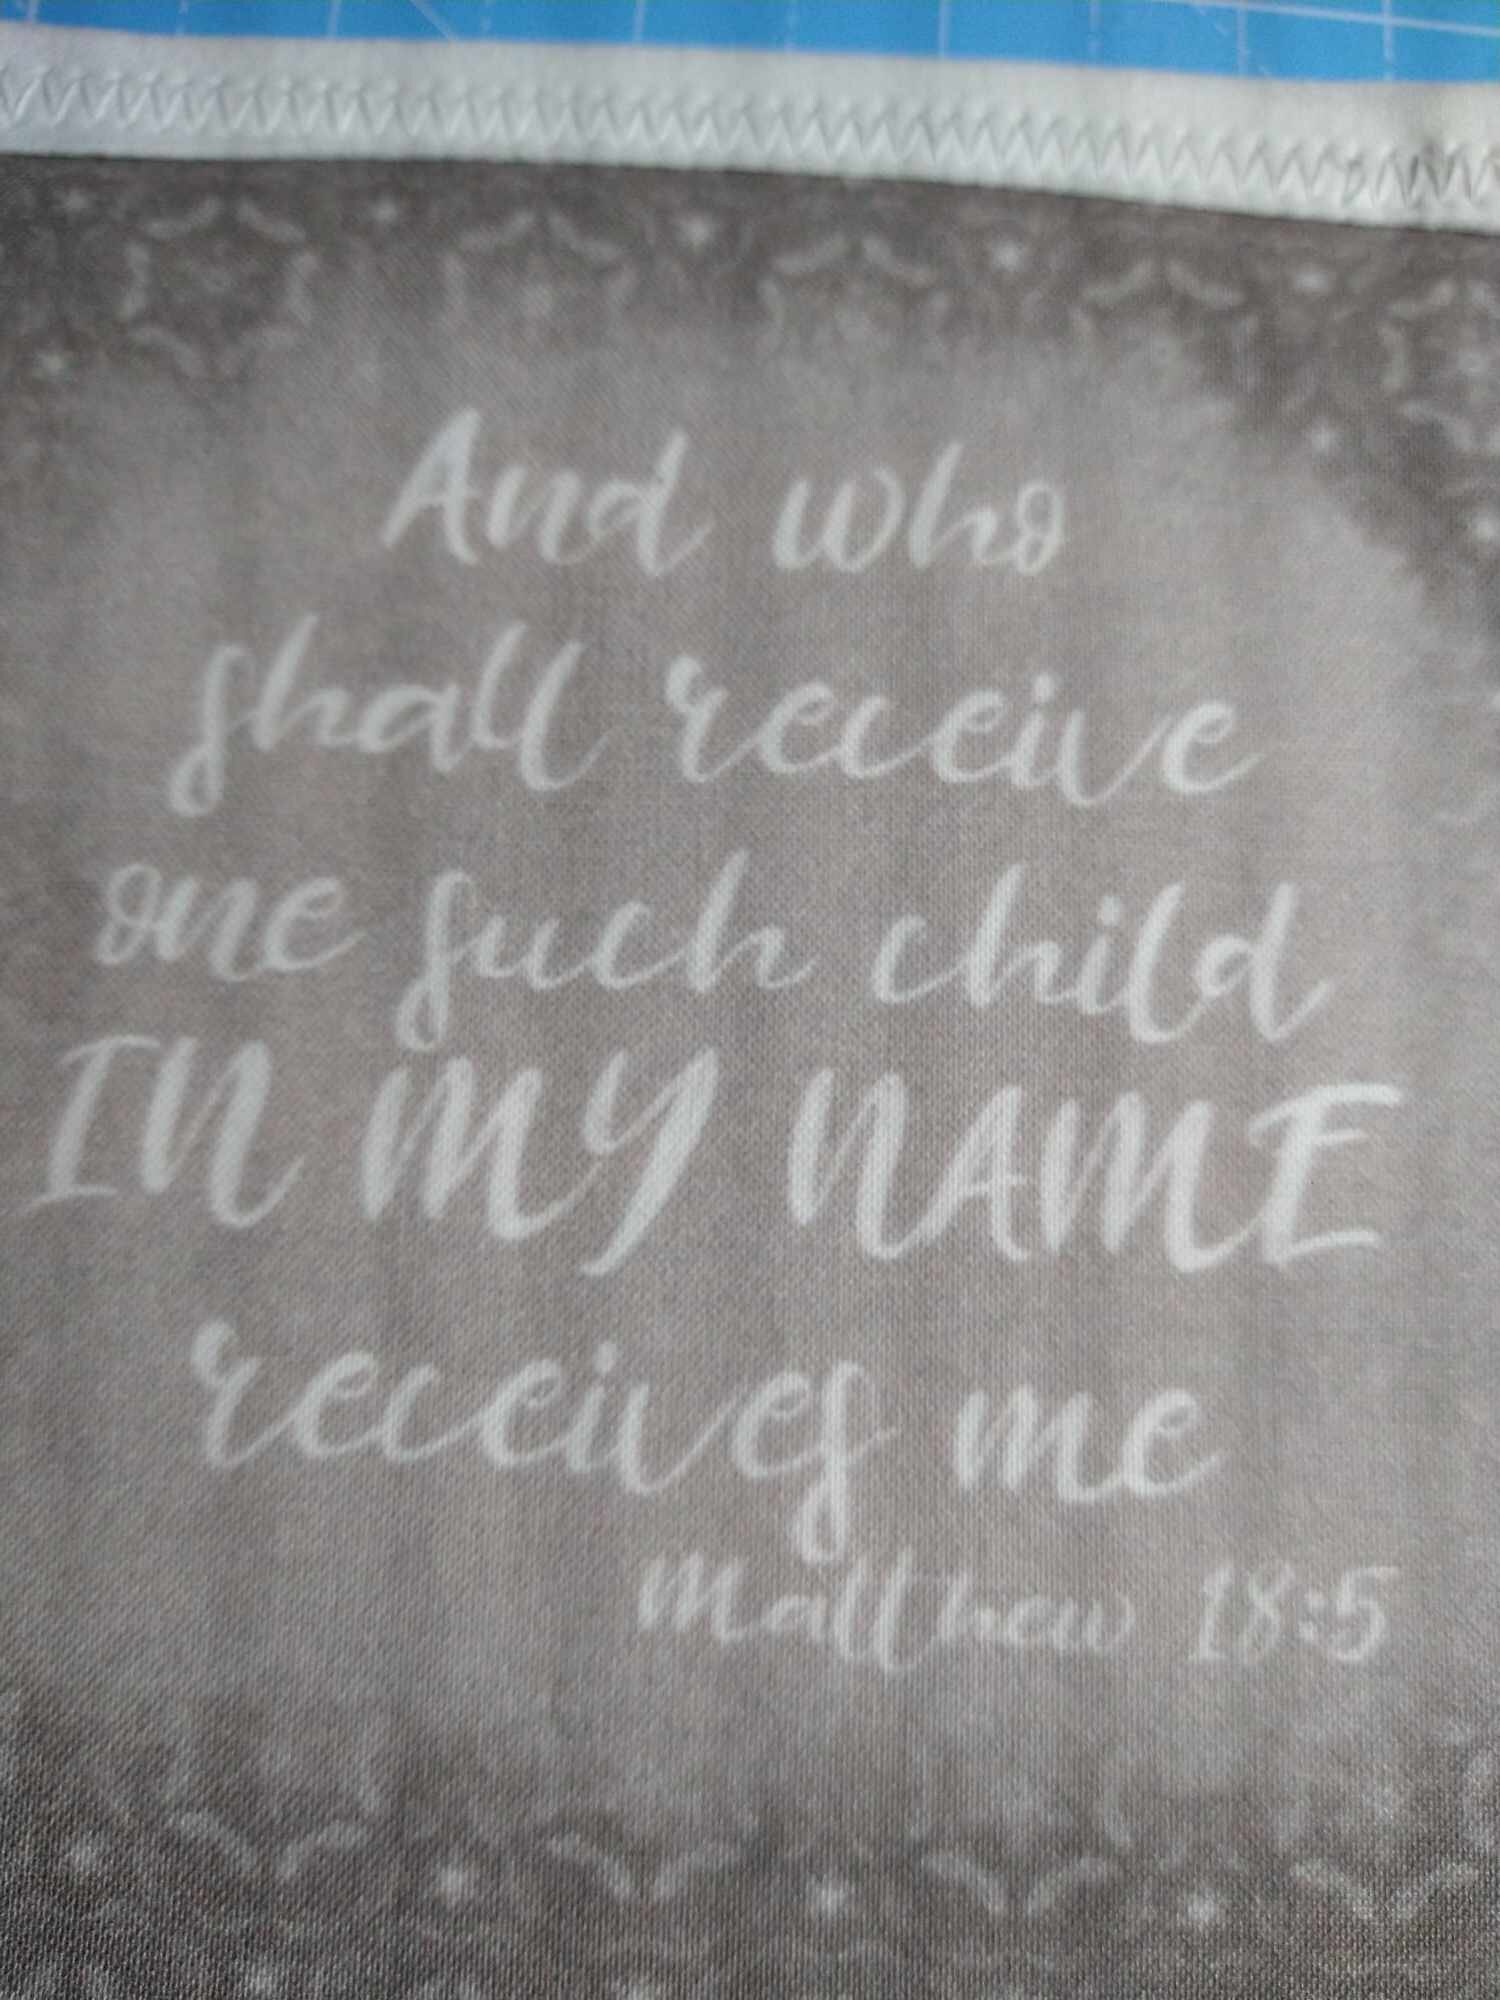 And who
shall receive
one such child
IN MY NAME
receives me
Matthew 18:5